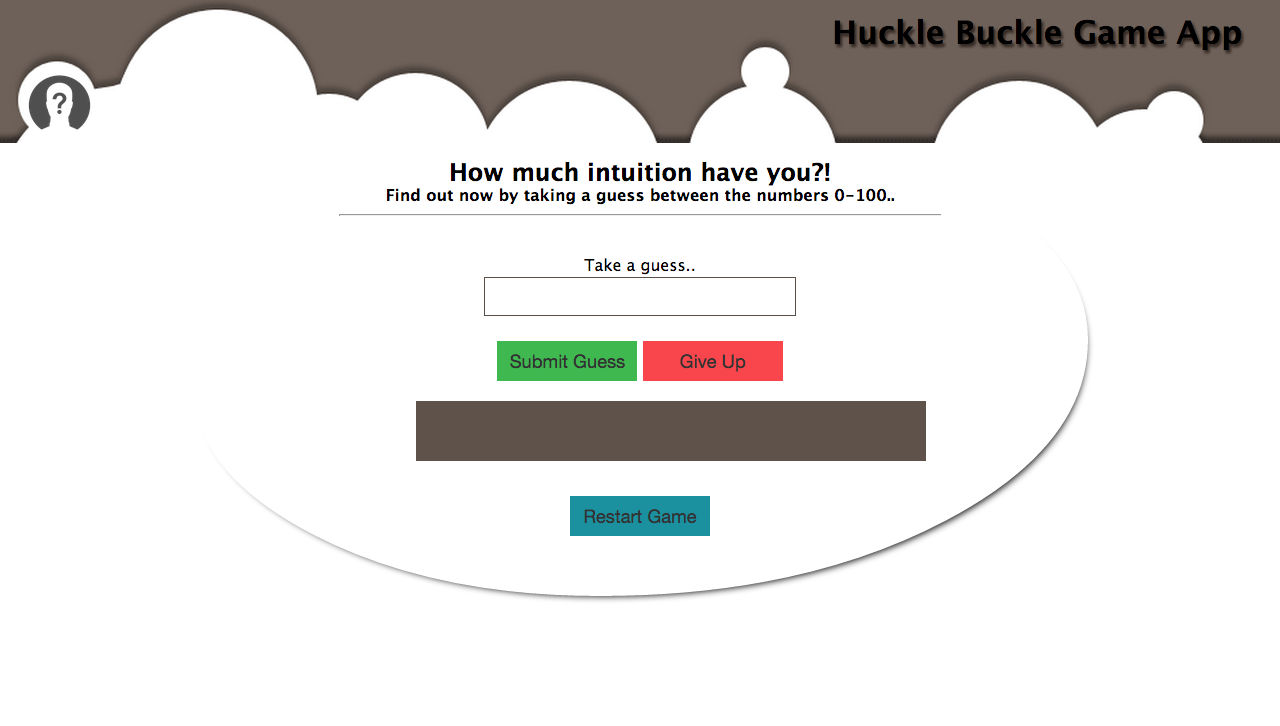 Huckle Buckle Game App
?
How much intuition have you?!
Find out now by taking a guess between the numbers 0-100..
Take a guess..
Submit Guess
Give Up
Restart Game